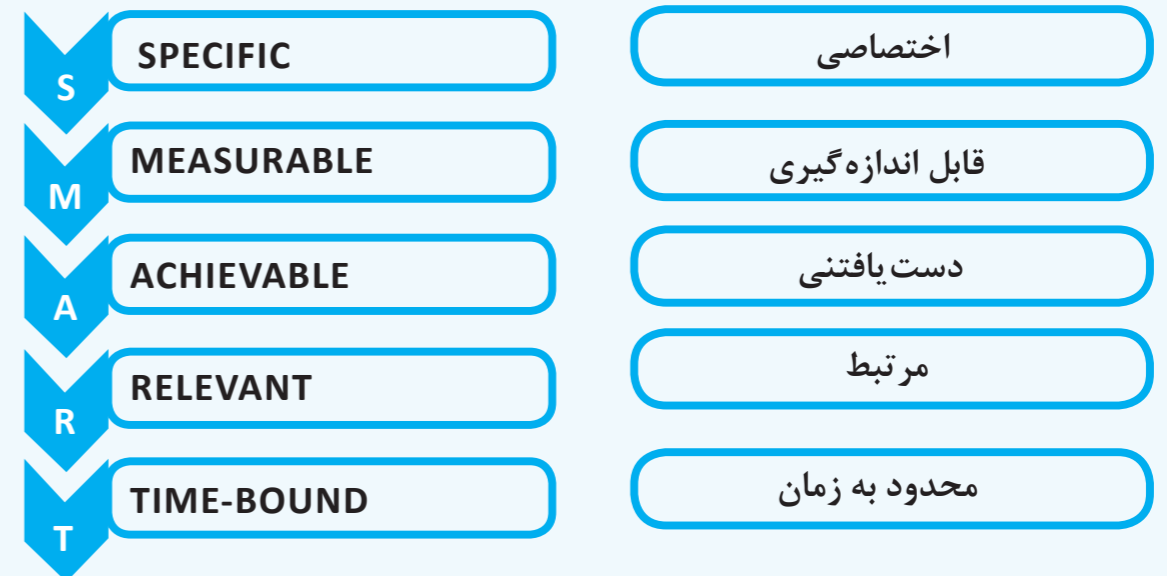 S
SPECIFIC
اختصاصی
M
MEASURABLE
قابل اندازه‌گیری
A
ACHIEVABLE
دست‌یافتنی
R
RELEVANT
مرتبط
T
TIME-BOUND
محدود به زمان